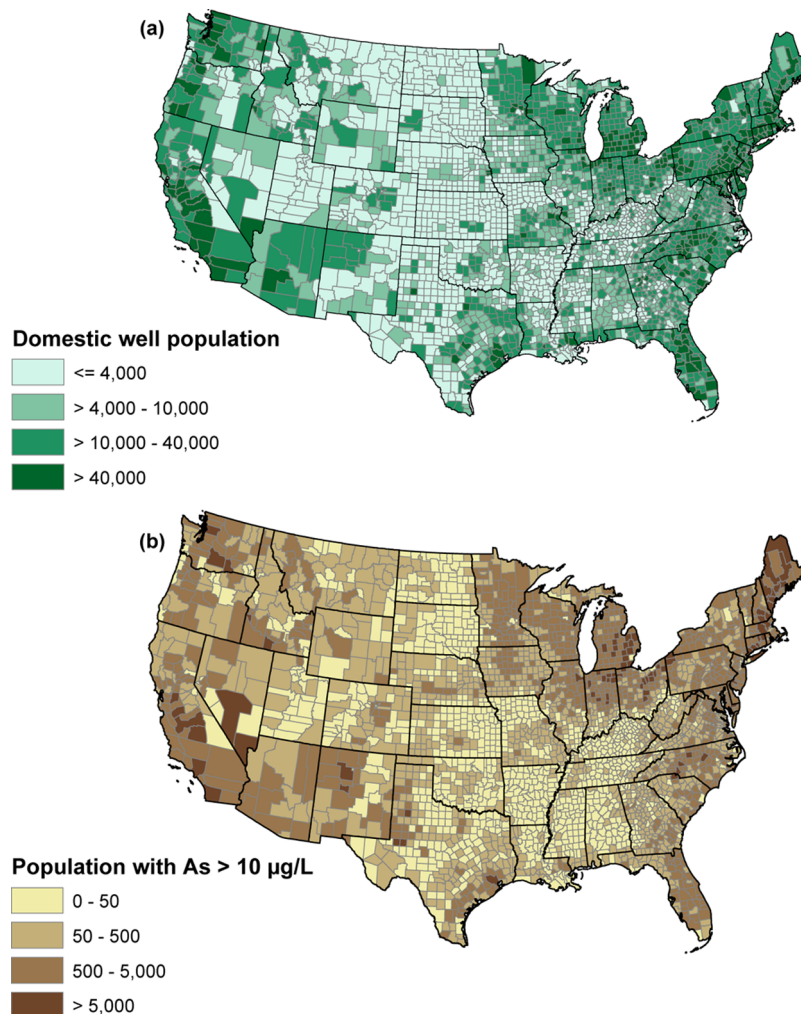 (a)
Domestic well population
<= 4,000
> 4,000 - 10,000
> 10,000 - 40,000
> 40,000
(b)
Population with As > 10 µg/L
0 - 50
50 - 500
500 - 5,000
> 5,000